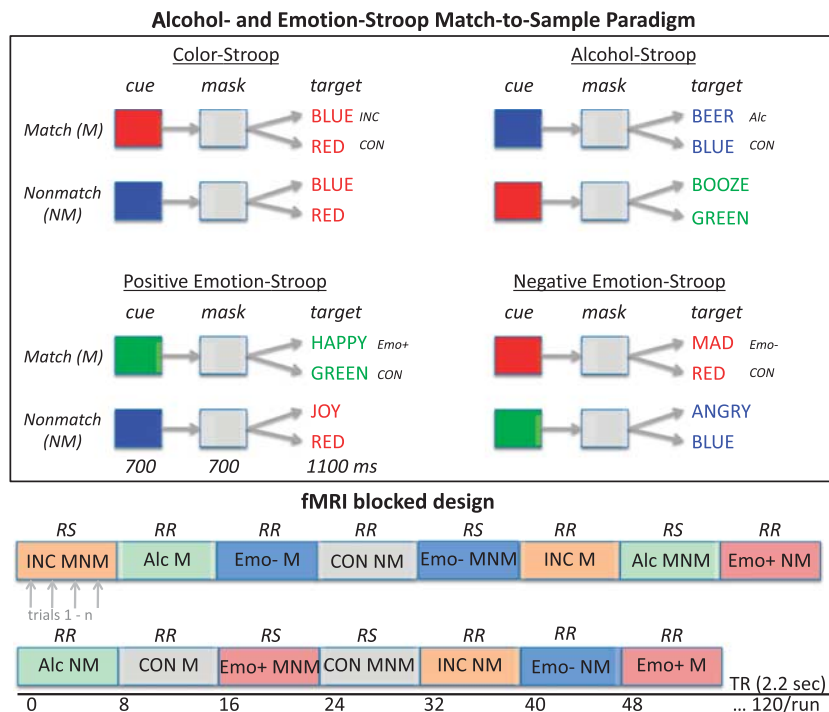 Alcohol- and Emotion-Stroop Match-to-Sample Paradigm
Color-Stroop
cue mask target
Match (M)
BLUE INC
RED CON
Nonmatch (NM)
BLUE
RED
Alcohol-Stroop
cue mask target
BEER Alc
BLUE CON
BOOZE
GREEN
Positive Emotion-Stroop
cue mask target
Match (M)
HAPPY Emo+
GREEN CON
Nonmatch (NM)
JOY
RED
700 700 1100 ms
Negative Emotion-Stroop
cue mask target
MAD Emo-
RED CON
ANGRY
BLUE
fMRI blocked design
RS RR RR RR RS RR RS RR
INC MNM Alc M Emo- M CON NM Emo- MNM INC M Alc MNM Emo+ NM
trials 1 - n
RR RR RS RS RR RR RR
Alc NM CON M Emo+ MNM CON MNM INC NM Emo- NM Emo+ M
TR (2.2 sec)
0 8 16 24 32 40 48 ... 120/run